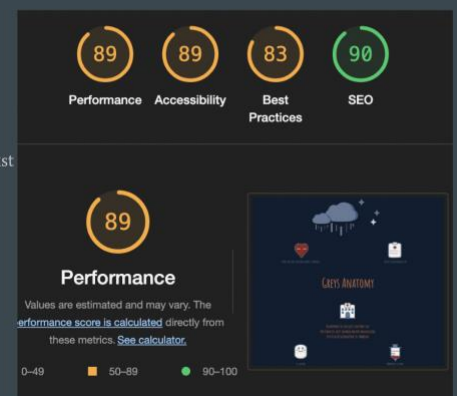 89
89
83
90
Performance
Accessibility
Best
Practices
SEO
st
89
Performance
Values are estimated and may vary. The
erformance score is calculated directly from
these metrics. See calculator.
0–49
50–89
90–100
GREYS ANATOMY